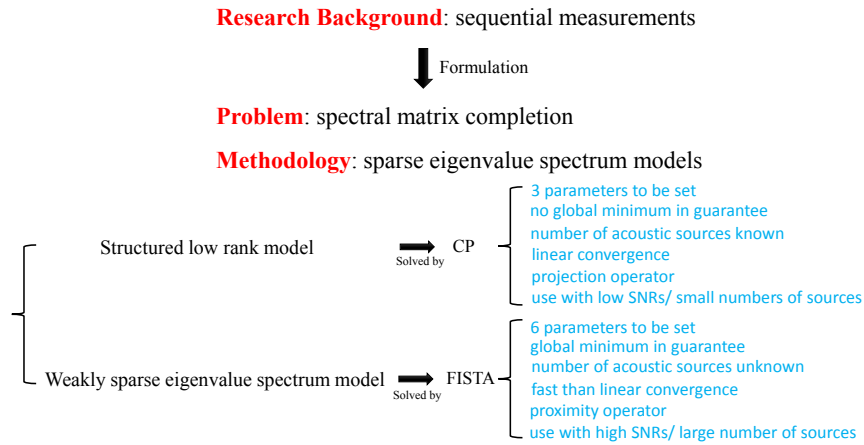 Research Background: sequential measurements
Formulation
Problem: spectral matrix completion
Methodology: sparse eigenvalue spectrum models
Structured low rank model
Solved by
CP
3 parameters to be set
no global minimum in guarantee
number of acoustic sources known
linear convergence
projection operator
use with low SNRs/ small numbers of sources
Weakly sparse eigenvalue spectrum model
Solved by
FISTA
6 parameters to be set
global minimum in guarantee
number of acoustic sources unknown
fast than linear convergence
proximity operator
use with high SNRs/ large number of sources